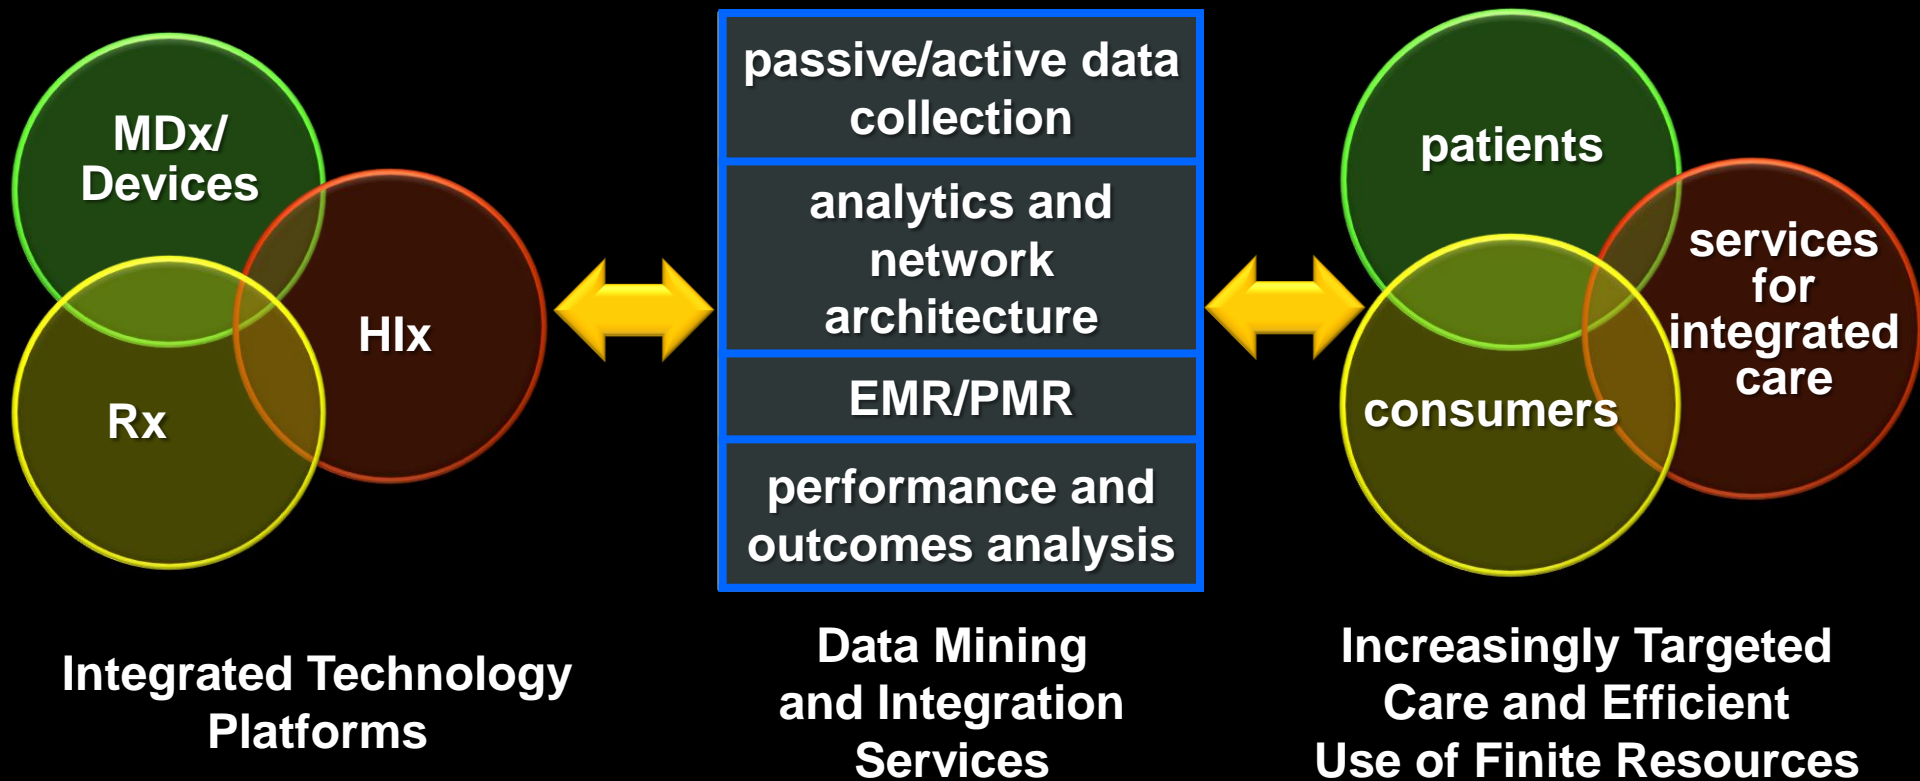 MDx/
Devices
HIx
Rx
Integrated Technology
Platforms
passive/active data
collection
analytics and
network
architecture
EMR/PMR
performance and
outcomes analysis
Data Mining
and Integration
Services
patients
services
for
integrated
care
consumers
Increasingly Targeted
Care and Efficient
Use of Finite Resources